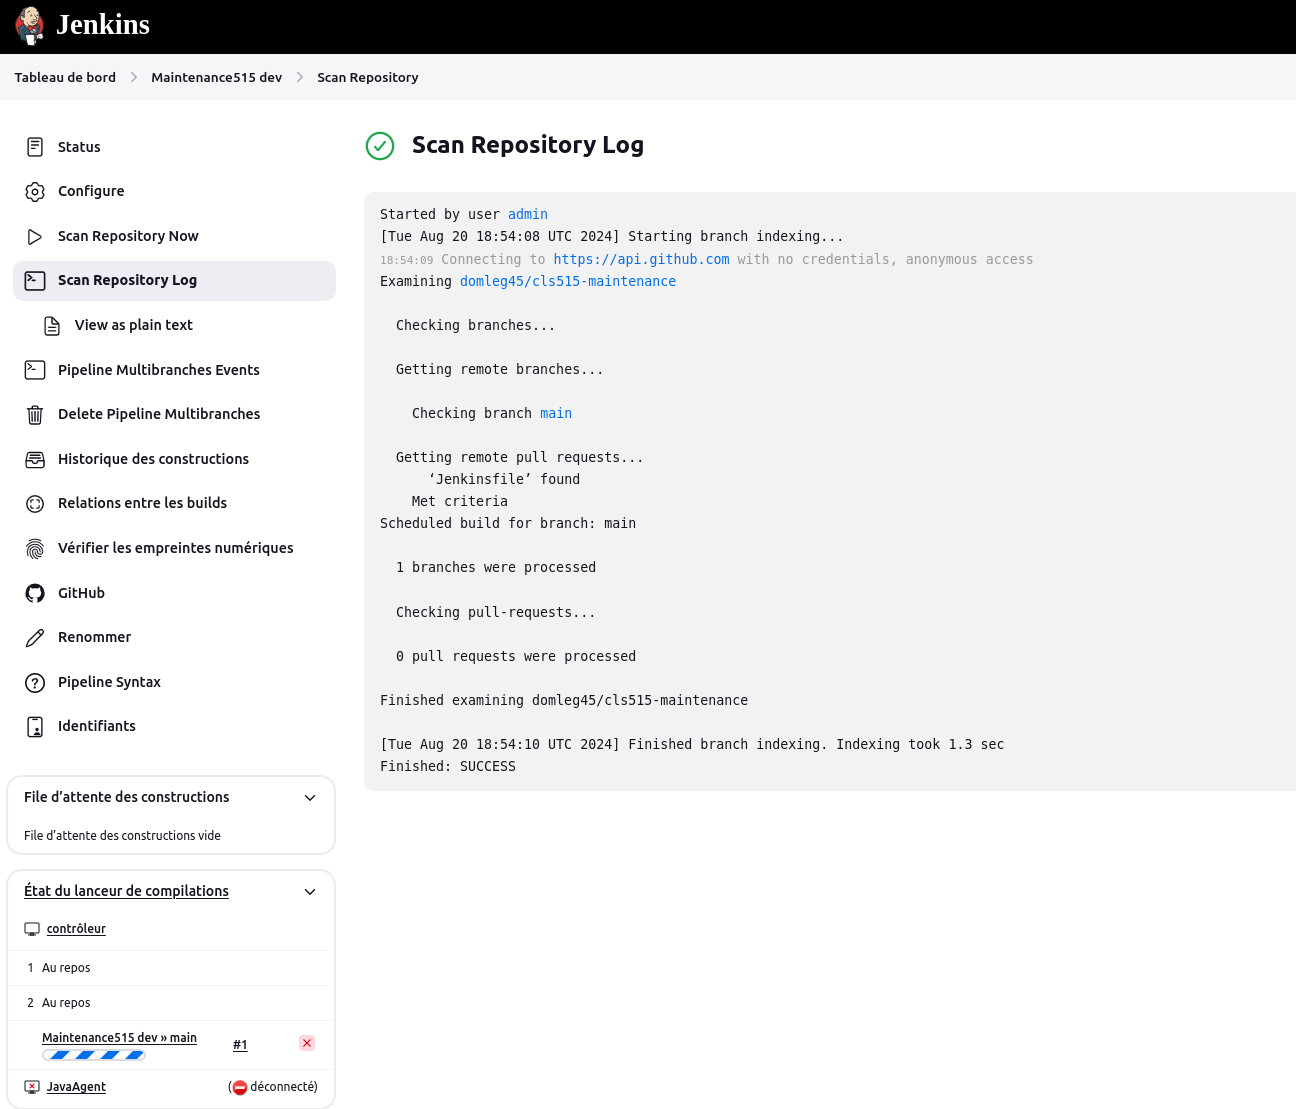 Jenkins
Tableau de bord > Maintenance515 dev > Scan Repository
Status
Configure
Scan Repository Now
Scan Repository Log
View as plain text
Pipeline Multibranches Events
Delete Pipeline Multibranches
Historique des constructions
Relations entre les builds
Vérifier les empreintes numériques
GitHub
Renommer
Pipeline Syntax
Identifiants
File d’attente des constructions
File d’attente des constructions vide
État du lanceur de compilations
contrôleur
1 Au repos
2 Au repos
Maintenance515 dev » main #1
JavaAgent (déconnecté)
Scan Repository Log
Started by user admin
[Tue Aug 20 18:54:08 UTC 2024] Starting branch indexing...
18:54:09 Connecting to https://api.github.com with no credentials, anonymous access
Examining domleg45/cls515-maintenance
Checking branches...
Getting remote branches...
Checking branch main
Getting remote pull requests...
‘Jenkinsfile’ found
Met criteria
Scheduled build for branch: main
1 branches were processed
Checking pull-requests...
0 pull requests were processed
Finished examining domleg45/cls515-maintenance
[Tue Aug 20 18:54:10 UTC 2024] Finished branch indexing. Indexing took 1.3 sec
Finished: SUCCESS